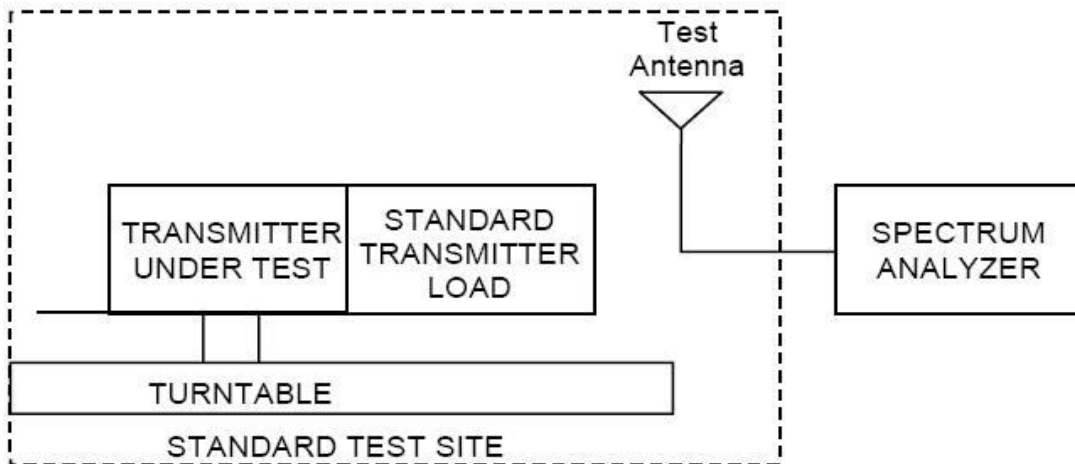 Test
Antenna
TRANSMITTER
UNDER TEST
STANDARD
TRANSMITTER
LOAD
SPECTRUM
ANALYZER
TURNTABLE
STANDARD TEST SITE